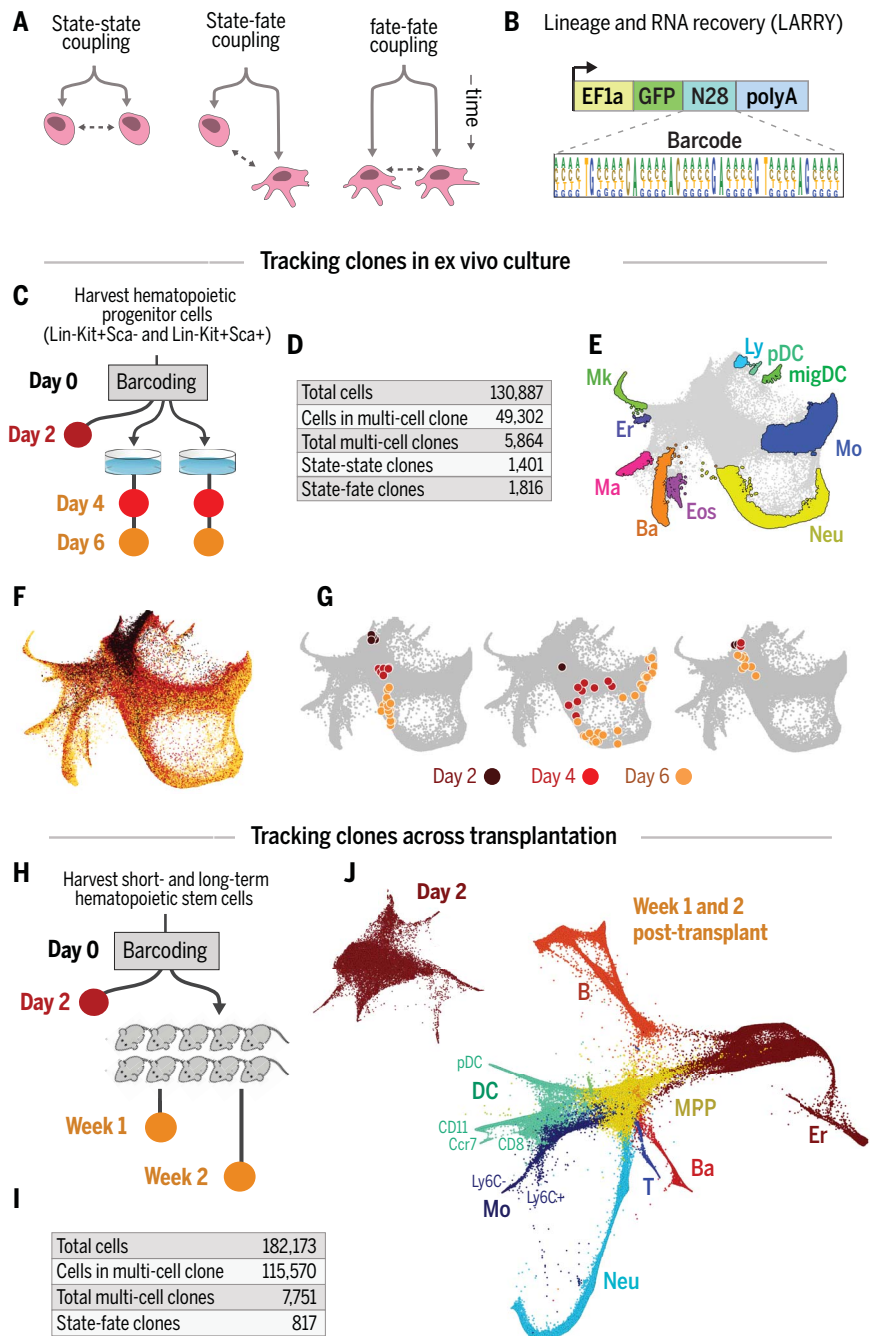 A
State-state
coupling
State-fate
coupling
fate-fate
coupling
time
B
Lineage and RNA recovery (LARRY)
EF1a GFP N28 polyA
Barcode
Tracking clones in ex vivo culture
C
Harvest hematopoietic
progenitor cells
(Lin-Kit+Sca- and Lin-Kit+Sca+)
Day 0
Barcoding
Day 2
Day 4
Day 6
D
Total cells 130,887
Cells in multi-cell clone 49,302
Total multi-cell clones 5,864
State-state clones 1,401
State-fate clones 1,816
E
Ly
pDC
migDC
Mk
Er
Mo
Ma
Ba
Eos
Neu
F
G
Day 2
Day 4
Day 6
Tracking clones across transplantation
H
Harvest short- and long-term
hematopoietic stem cells
Day 0
Barcoding
Day 2
Week 1
Week 2
I
Total cells 182,173
Cells in multi-cell clone 115,570
Total multi-cell clones 7,751
State-fate clones 817
J
Day 2
Week 1 and 2
post-transplant
B
pDC
DC
MPP
CD11
Ccr7
CD8
Er
Ly6C-
Ly6C+
Mo
T
Ba
Neu